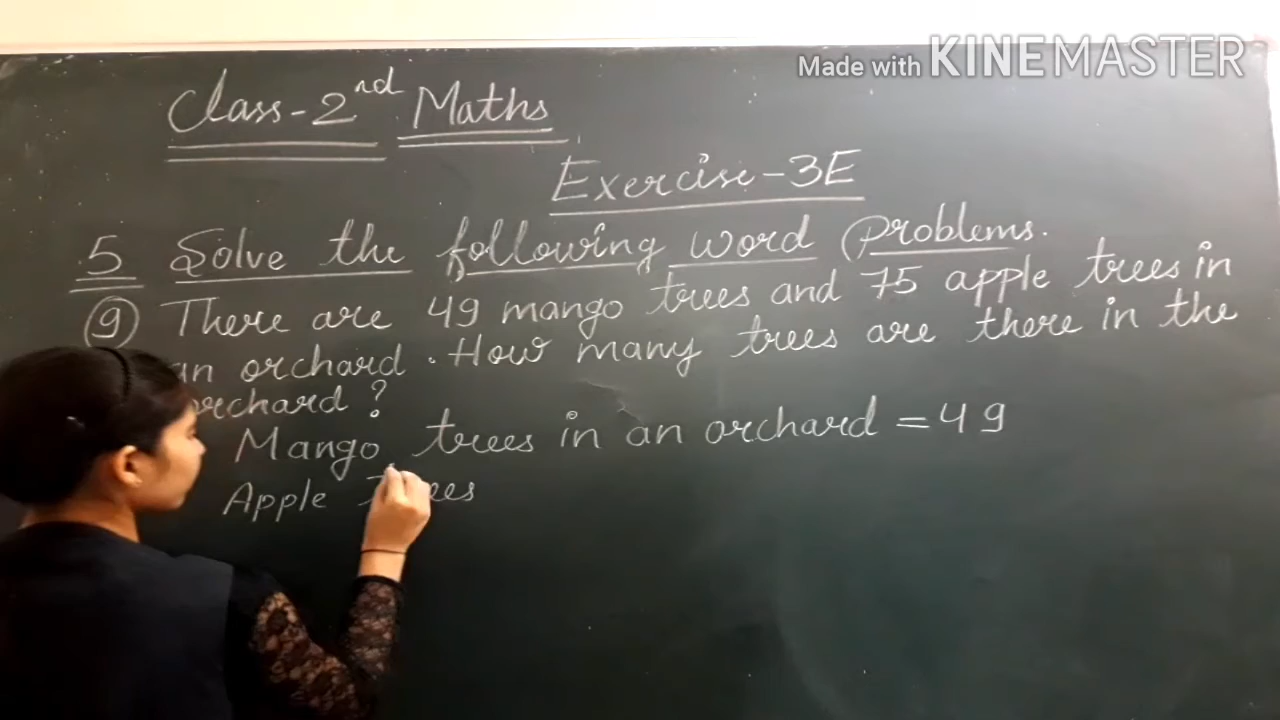 Made with KINEMASTER
Class-2nd Maths
Exercise-3E
5 Solve the following word Problems.
g There are 49 mango trees and 75 apple trees in
an orchard. How many trees are there in the
orchard?
Mango trees in an orchard = 49
Apple trees